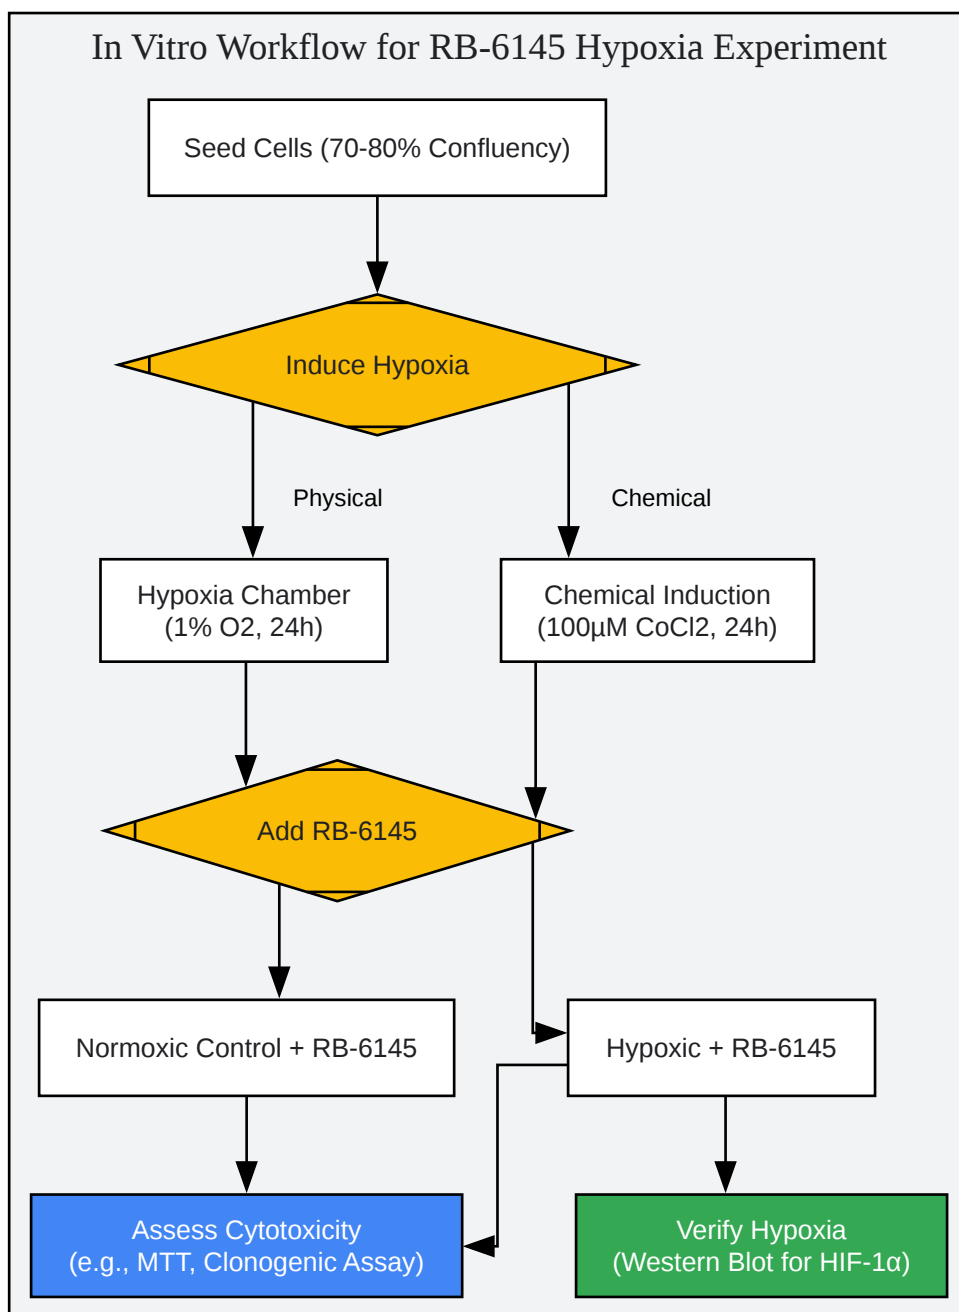 In Vitro Workflow for RB-6145 Hypoxia Experiment
Seed Cells (70-80% Confluency)
Induce Hypoxia
Physical
Chemical
Hypoxia Chamber
(1% O2, 24h)
Chemical Induction
(100µM CoCl2, 24h)
Add RB-6145
Normoxic Control + RB-6145
Hypoxic + RB-6145
Assess Cytotoxicity
(e.g., MTT, Clonogenic Assay)
Verify Hypoxia
(Western Blot for HIF-1α)